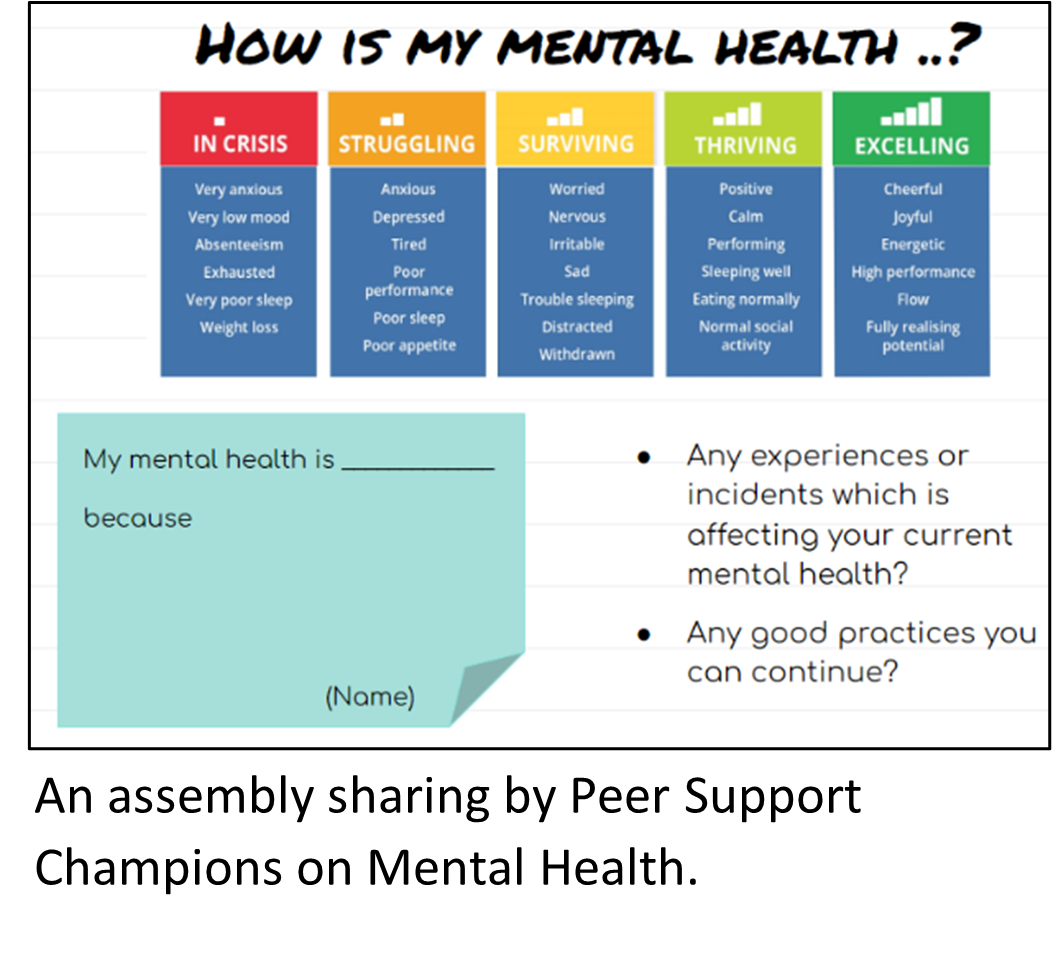 HOW IS MY MENTAL HEALTH ..?
IN CRISIS
Very anxious
Very low mood
Absenteeism
Exhausted
Very poor sleep
Weight loss
STRUGGLING
Anxious
Depressed
Tired
Poor
performance
Poor sleep
Poor appetite
SURVIVING
Worried
Nervous
Irritable
Sad
Trouble sleeping
Distracted
Withdrawn
THRIVING
Positive
Calm
Performing
Sleeping well
Eating normally
Normal social
activity
EXCELLING
Cheerful
Joyful
Energetic
High performance
Flow
Fully realising
potential
My mental health is ____________
because
(Name)
● Any experiences or
incidents which is
affecting your current
mental health?
● Any good practices you
can continue?
An assembly sharing by Peer Support
Champions on Mental Health.